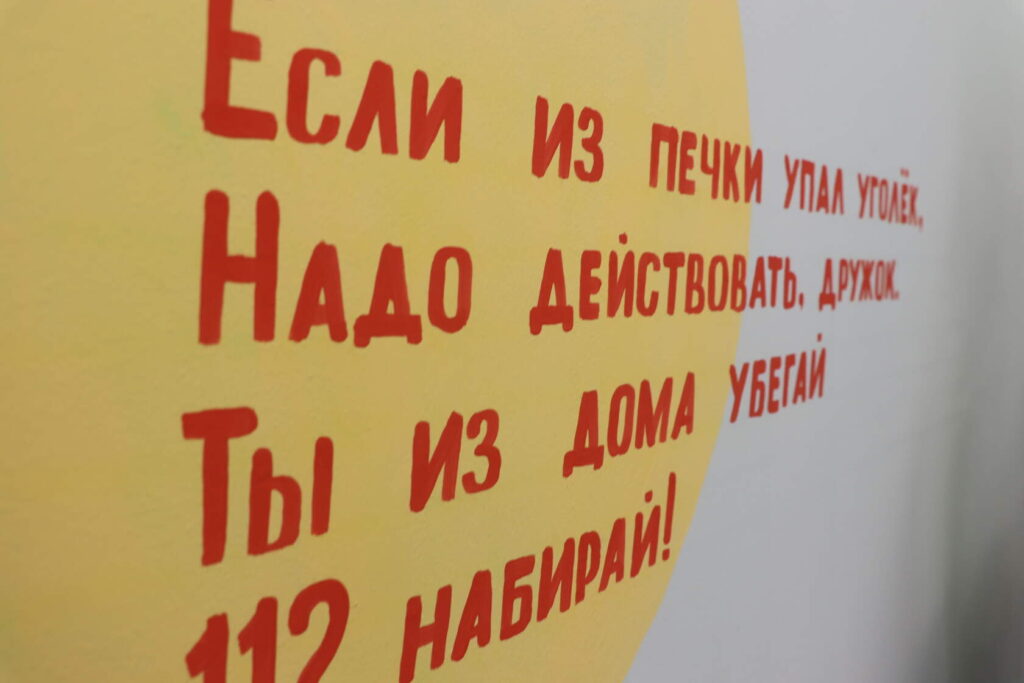 Если из печки упал уголёк,
Надо действовать, дружок.
Ты из дома убегай
112 набирай!